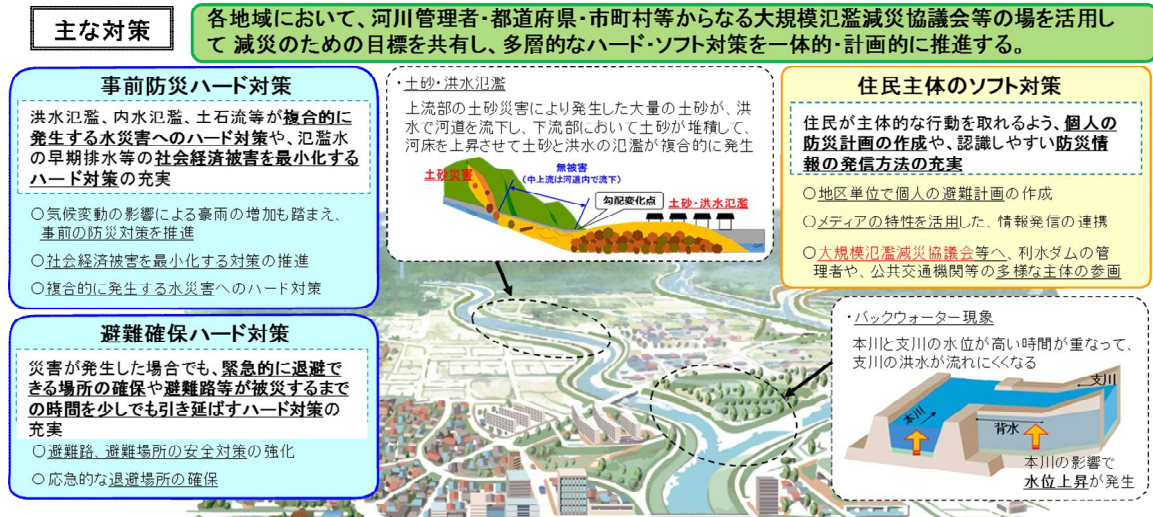 主な対策
各地域において、河川管理者・都道府県・市町村等からなる大規模氾濫減災協議会等の場を活用し
て 減災のための目標を共有し、多層的なハード・ソフト対策を一体的・計画的に推進する。
事前防災ハード対策
洪水氾濫、内水氾濫、土石流等が複合的に
発生する水災害へのハード対策や、氾濫水
の早期排水等の社会経済被害を最小化する
ハード対策の充実
○気候変動の影響による豪雨の増加も踏まえ、
事前の防災対策を推進
○社会経済被害を最小化する対策の推進
○複合的に発生する水災害へのハード対策
避難確保ハード対策
災害が発生した場合でも、緊急的に退避で
きる場所の確保や避難路等が被災するまで
の時間を少しでも引き延ばすハード対策の
充実
○避難路、避難場所の安全対策の強化
○応急的な退避場所の確保
・土砂・洪水氾濫
上流部の土砂災害により発生した大量の土砂が、洪
水で河道を流下し、下流部において土砂が堆積して、
河床を上昇させて土砂と洪水の氾濫が複合的に発生
土砂災害
無被害
(中上流は河道内で流下)
勾配変化点
土砂・洪水氾濫
住民主体のソフト対策
住民が主体的な行動を取れるよう、個人の
防災計画の作成や、認識しやすい防災情
報の発信方法の充実
○地区単位で個人の避難計画の作成
○メディアの特性を活用した、情報発信の連携
○大規模氾濫減災協議会等へ、利水ダムの管
理者や、公共交通機関等の多様な主体の参画
・バックウォーター現象
本川と支川の水位が高い時間が重なって、
支川の洪水が流れにくくなる
支川
本川
背水
本川の影響で
水位上昇が発生